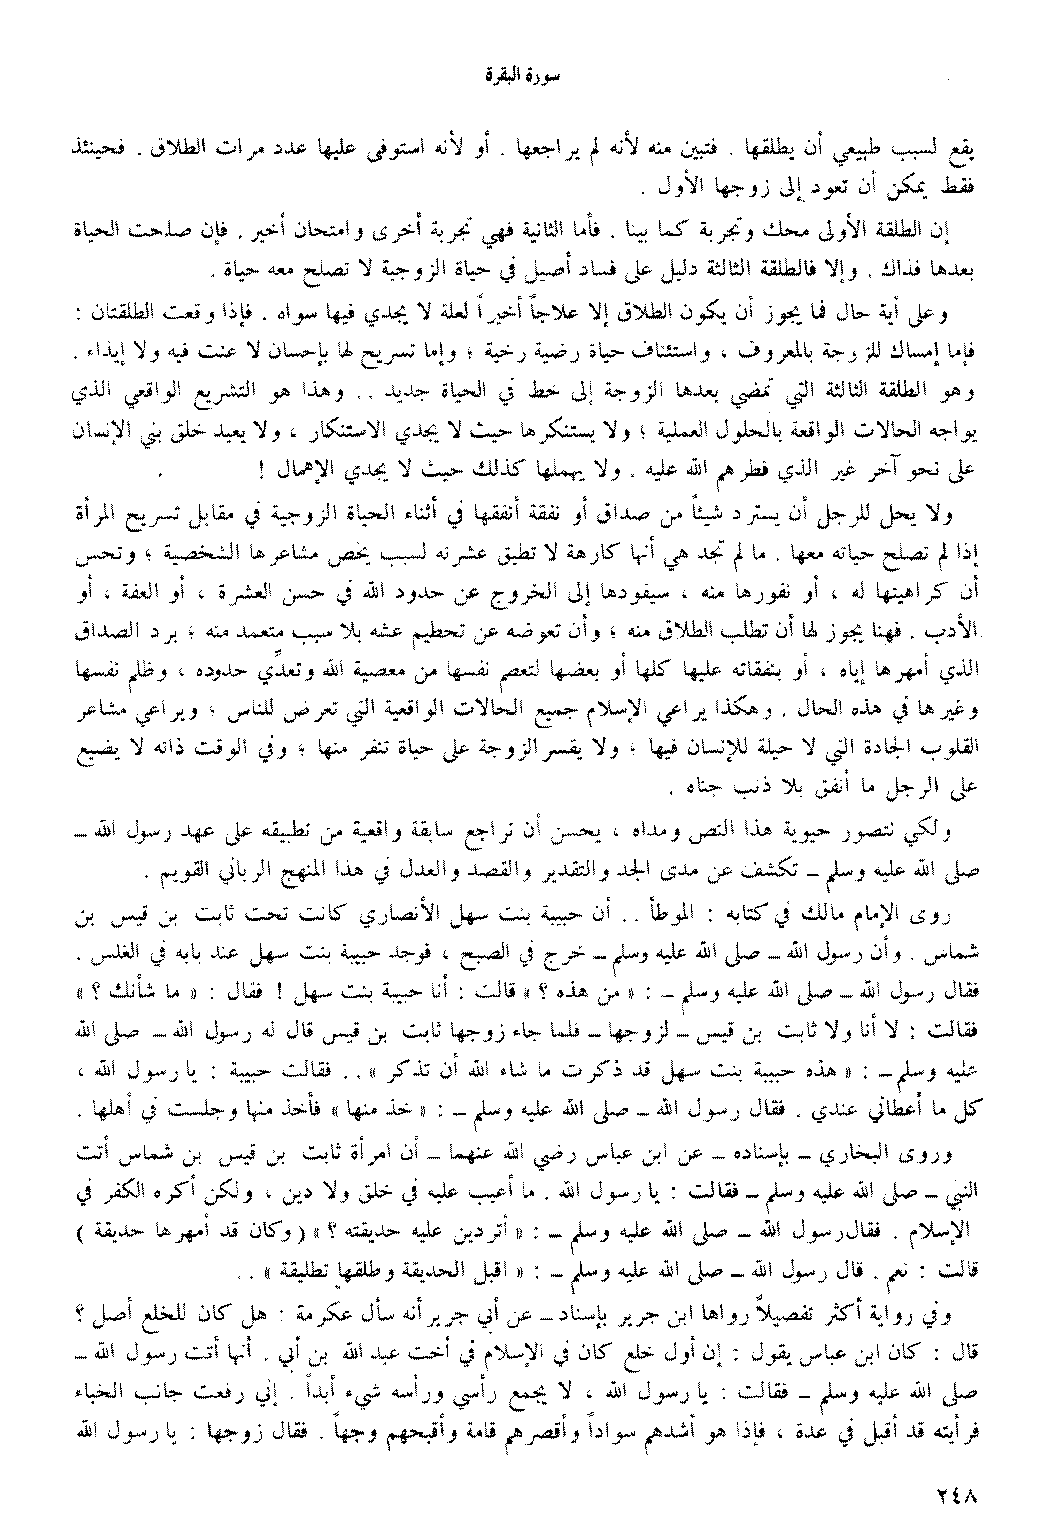 سورة البقرة
يقع لسبب طبيعي أن يطلقها . فتبين منه لأنه لم يراجعها . أو لأنه استوفى عليها عدد مرات الطلاق . فحينئذ
فقط يمكن أن تعود إلى زوجها الأول .
إن الطلقة الأولى محك وتجربة كما بينا . فأما الثانية فهي تجربة أخرى وامتحان أخير . فإن صلحت الحياة
بعدها فذاك . وإلا فالطلقة الثالثة دليل على فساد أصيل في حياة الزوجية لا تصلح معه حياة .
وعلى أية حال فما يجوز أن يكون الطلاق إلا علاجاً أخيراً لعلة لا يجدي فيها سواه . فإذا وقعت الطلقتان :
فإما إمساك للزوجة بالمعروف ، واستئناف حياة رضية رخية ؛ وإما تسريح لها بإحسان لا عنت فيه ولا إيذاء .
وهو الطلقة الثالثة التي تمضي بعدها الزوجة إلى خط في الحياة جديد .. وهذا هو التشريع الواقعي الذي
يواجه الحالات الواقعة بالحلول العملية ؛ ولا يستنكرها حيث لا يجدي الاستنكار ، ولا يعيد خلق بني الإنسان
على نحو آخر غير الذي فطرهم الله عليه . ولا يهملها كذلك حيث لا يجدي الإهمال !
ولا يحل للرجل أن يسترد شيئاً من صداق أو نفقة أنفقها في أثناء الحياة الزوجية في مقابل تسريح المرأة
إذا لم تصلح حياته معها . ما لم تجد هي أنها كارهة لا تطيق عشرته لسبب يخص مشاعرها الشخصية ؛ وتحس
أن كراهيتها له ، أو نفورها منه ، سيقودها إلى الخروج عن حدود الله في حسن العشرة ، أو العفة ، أو
الأدب . فهنا يجوز لها أن تطلب الطلاق منه ؛ وأن تعوضه عن تحطيم عشه بلا سبب متعمد منه ؛ برد الصداق
الذي أمهرها إياه ، أو بنفقاته عليها كلها أو بعضها لتعصم نفسها من معصية الله وتعدّي حدوده ، وظلم نفسها
وغيرها في هذه الحال . وهكذا يراعي الإسلام جميع الحالات الواقعية التي تعرض للناس ؛ ويراعي مشاعر
القلوب الجادة التي لا حيلة للإنسان فيها ؛ ولا يقسر الزوجة على حياة تنفر منها ؛ وفي الوقت ذاته لا يضيع
على الرجل ما أنفق بلا ذنب جناه .
ولكي نتصور حيوية هذا النص ومداه ، يحسن أن نراجع سابقة واقعية من تطبيقه على عهد رسول الله –
صلى الله عليه وسلم – تكشف عن مدى الجد والتقدير والقصد والعدل في هذا المنهج الرباني القويم .
روى الإمام مالك في كتابه : الموطأ .. أن حبيبة بنت سهل الأنصاري كانت تحت ثابت بن قيس بن
شماس . وأن رسول الله – صلى الله عليه وسلم – خرج في الصبح ، فوجد حبيبة بنت سهل عند بابه في الغلس .
فقال رسول الله – صلى الله عليه وسلم – : « من هذه ؟ » قالت : أنا حبيبة بنت سهل ! فقال : « ما شأنك ؟ »
فقالت : لا أنا ولا ثابت بن قيس – لزوجها – فلما جاء زوجها ثابت بن قيس قال له رسول الله – صلى الله
عليه وسلم – : « هذه حبيبة بنت سهل قد ذكرت ما شاء الله أن تذكر » .. فقالت حبيبة : يا رسول الله ،
كل ما أعطاني عندي . فقال رسول الله – صلى الله عليه وسلم – : « خذ منها » فأخذ منها وجلست في أهلها .
وروى البخاري – بإسناده – عن ابن عباس رضي الله عنهما – أن امرأة ثابت بن قيس بن شماس أتت
النبي – صلى الله عليه وسلم – فقالت : يا رسول الله . ما أعيب عليه في خلق ولا دين ، ولكن أكره الكفر في
الإسلام . فقال رسول الله – صلى الله عليه وسلم – : « أتردين عليه حديقته ؟ » ( وكان قد أمهرها حديقة )
قالت : نعم . قال رسول الله – صلى الله عليه وسلم – : « اقبل الحديقة وطلقها تطليقة » ..
وفي رواية أكثر تفصيلاً رواها ابن جرير بإسناد – عن أبي جرير أنه سأل عكرمة : هل كان للخلع أصل ؟
قال : كان ابن عباس يقول : إن أول خلع كان في الإسلام في أخت عبد الله بن أبي . أنها أتت رسول الله –
صلى الله عليه وسلم – فقالت : يا رسول الله ، لا يجمع رأسي ورأسه شيء أبداً . إني رفعت جانب الخباء
فرأيته قد أقبل في عدة ، فإذا هو أشدهم سواداً وأقصرهم قامة وأقبحهم وجهاً . فقال زوجها : يا رسول الله
٢٤٨